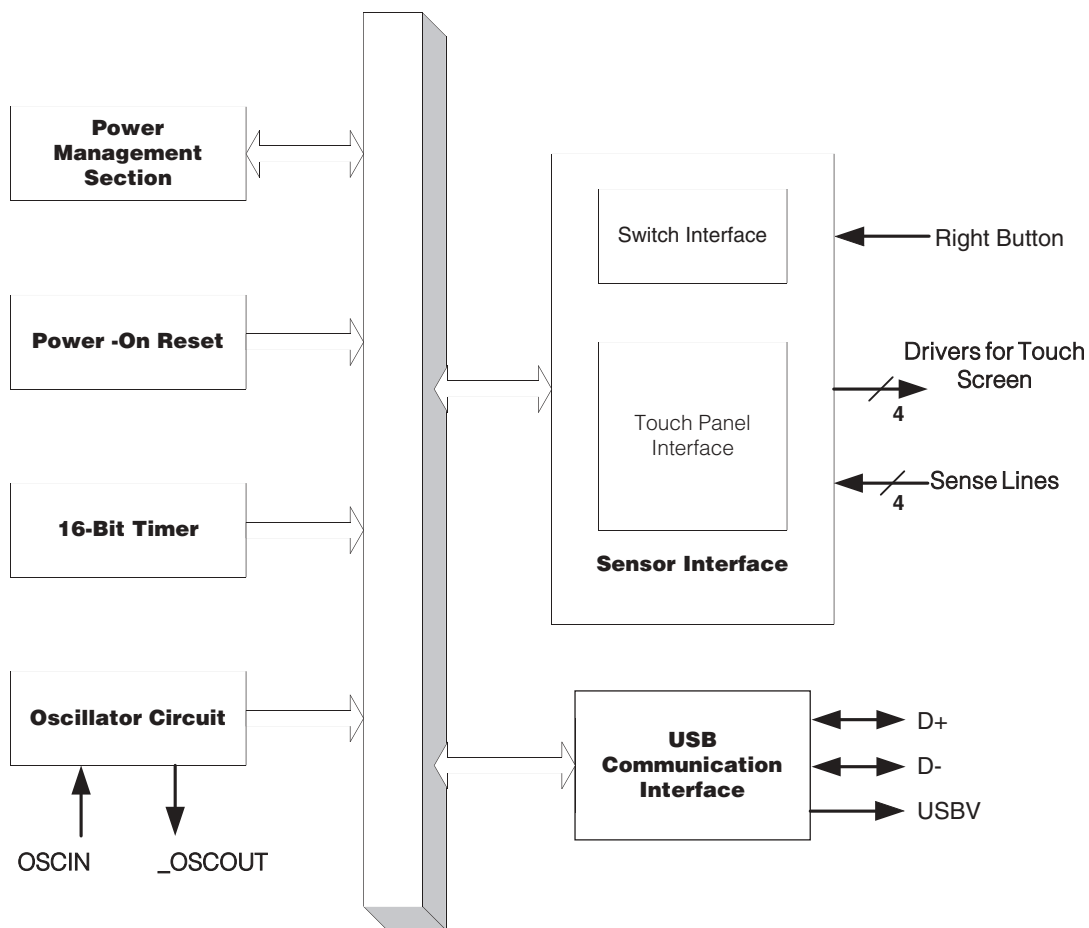 Power
Management
Section
Power -On Reset
16-Bit Timer
Oscillator Circuit
OSCIN
_OSCOUT
Switch Interface
Touch Panel
Interface
Sensor Interface
Right Button
Drivers for Touch
Screen
4
Sense Lines
4
USB
Communication
Interface
D+
D-
USBV